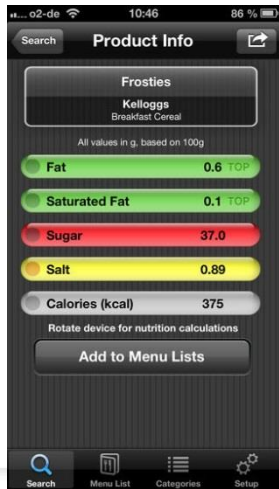 o2-de 10:46 86 %
Search Product Info
Frosties
Kelloggs
Breakfast Cereal
All values in g, based on 100g
Fat 0.6 TOP
Saturated Fat 0.1 TOP
Sugar 37.0
Salt 0.89
Calories (kcal) 375
Rotate device for nutrition calculations
Add to Menu Lists
Search Menu List Categories Setup